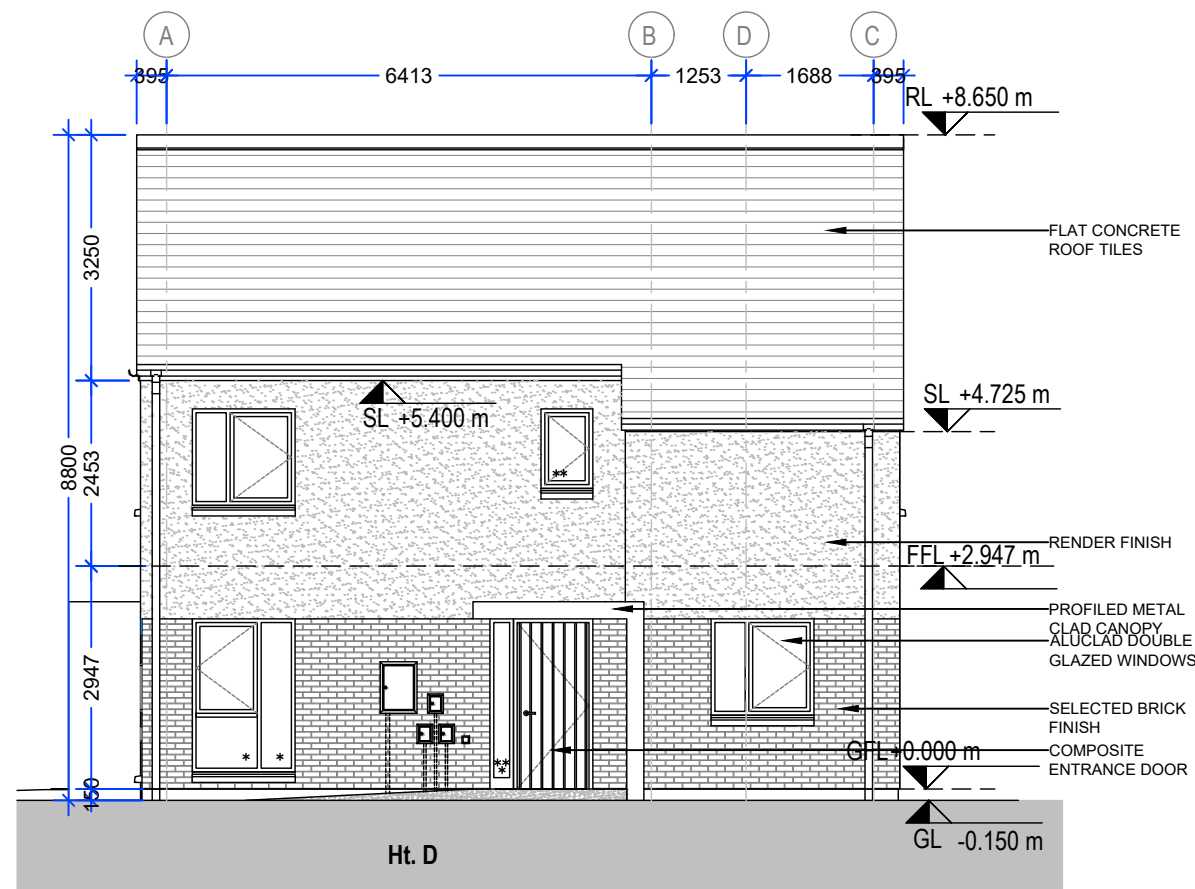 A B D C
395 6413 1253 1688 395
RL +8.650 m
FLAT CONCRETE
ROOF TILES
3250
SL +5.400 m
SL +4.725 m
8800
2453
**
RENDER FINISH
FFL +2.947 m
PROFILED METAL
CLAD CANOPY
ALUCLAD DOUBLE
GLAZED WINDOWS
2947
SELECTED BRICK
FINISH
* *
**
*
GFL +0.000 m
COMPOSITE
ENTRANCE DOOR
150
GL -0.150 m
Ht. D